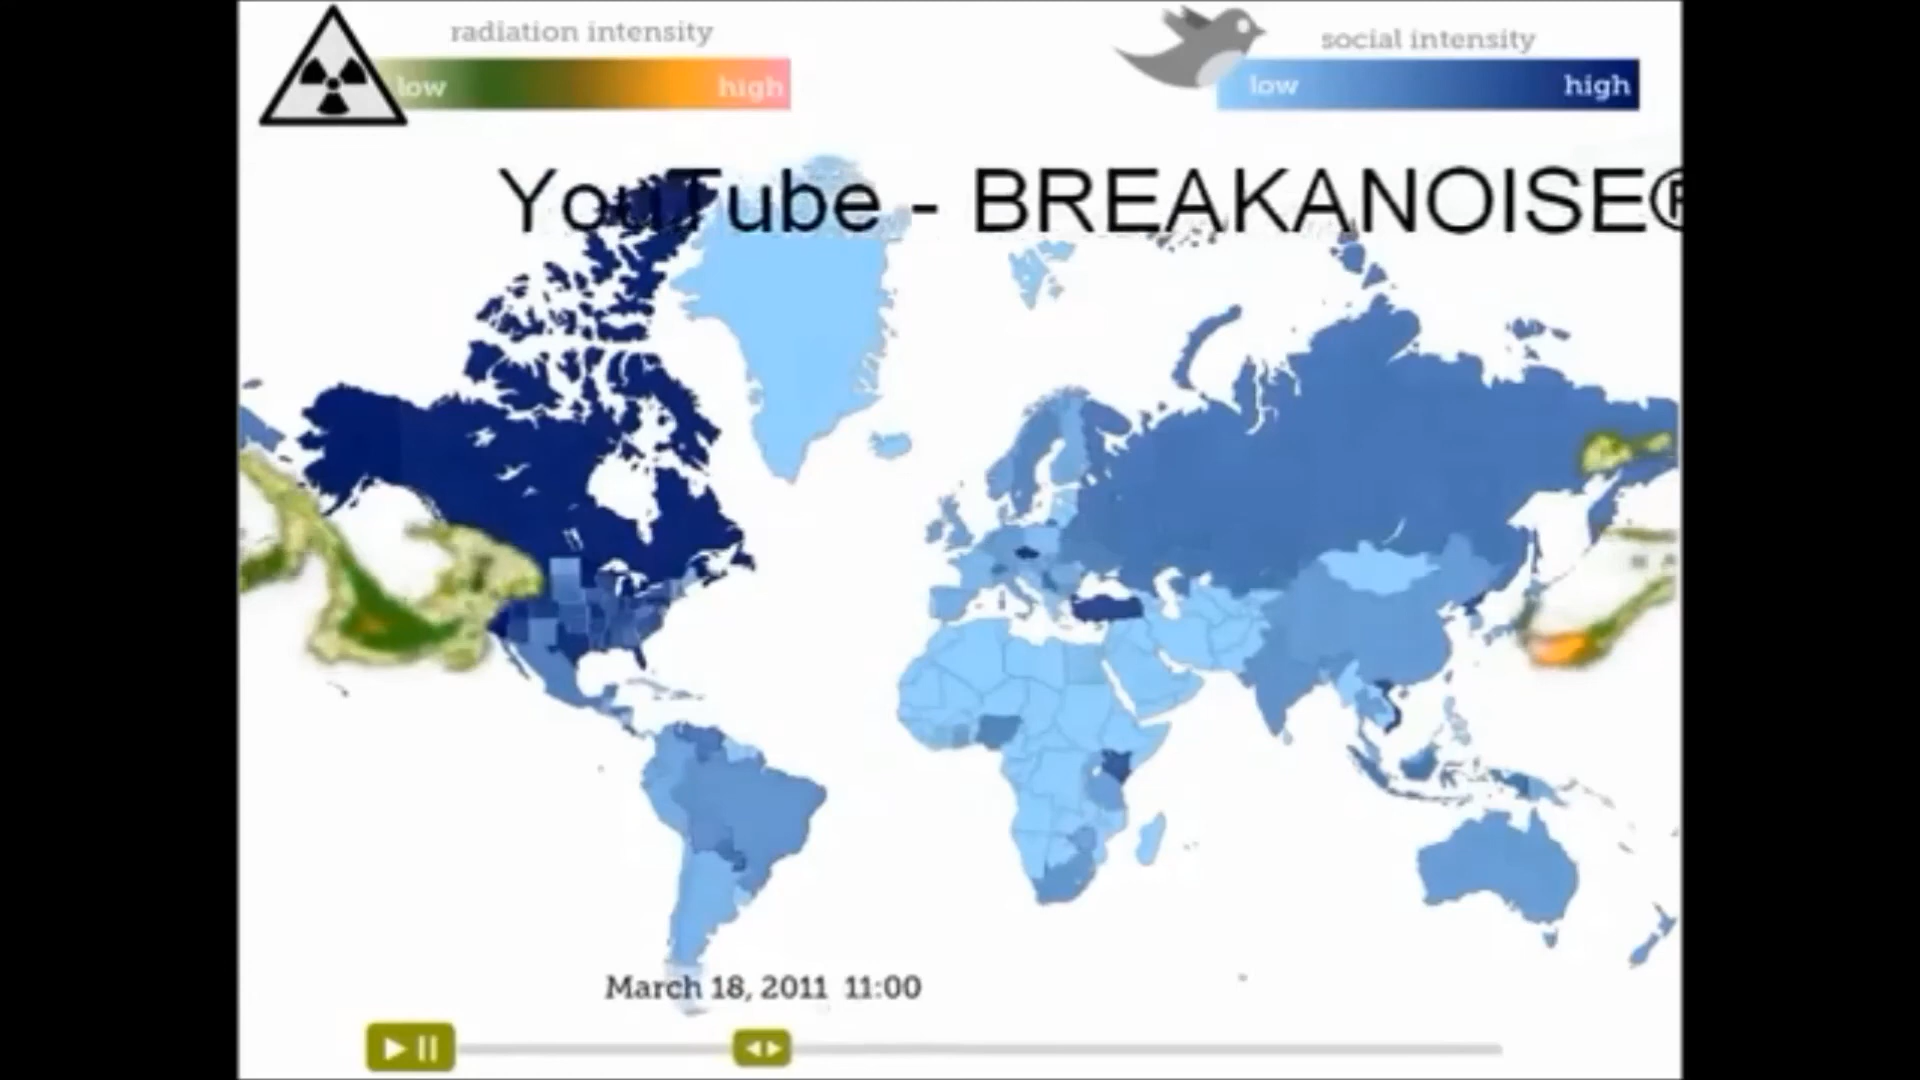 radiation intensity
low high
social intensity
low high
YouTube - BREAKANOISE®
March 18, 2011 11:00